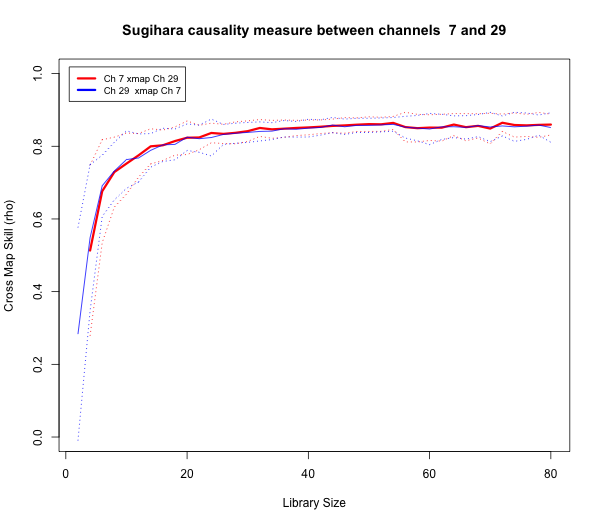 Sugihara causality measure between channels  7 and 29
Ch 7 xmap Ch 29
Ch 29  xmap Ch 7
Cross Map Skill (rho)
1.0
0.8
0.6
0.4
0.2
0.0
0 20 40 60 80
Library Size